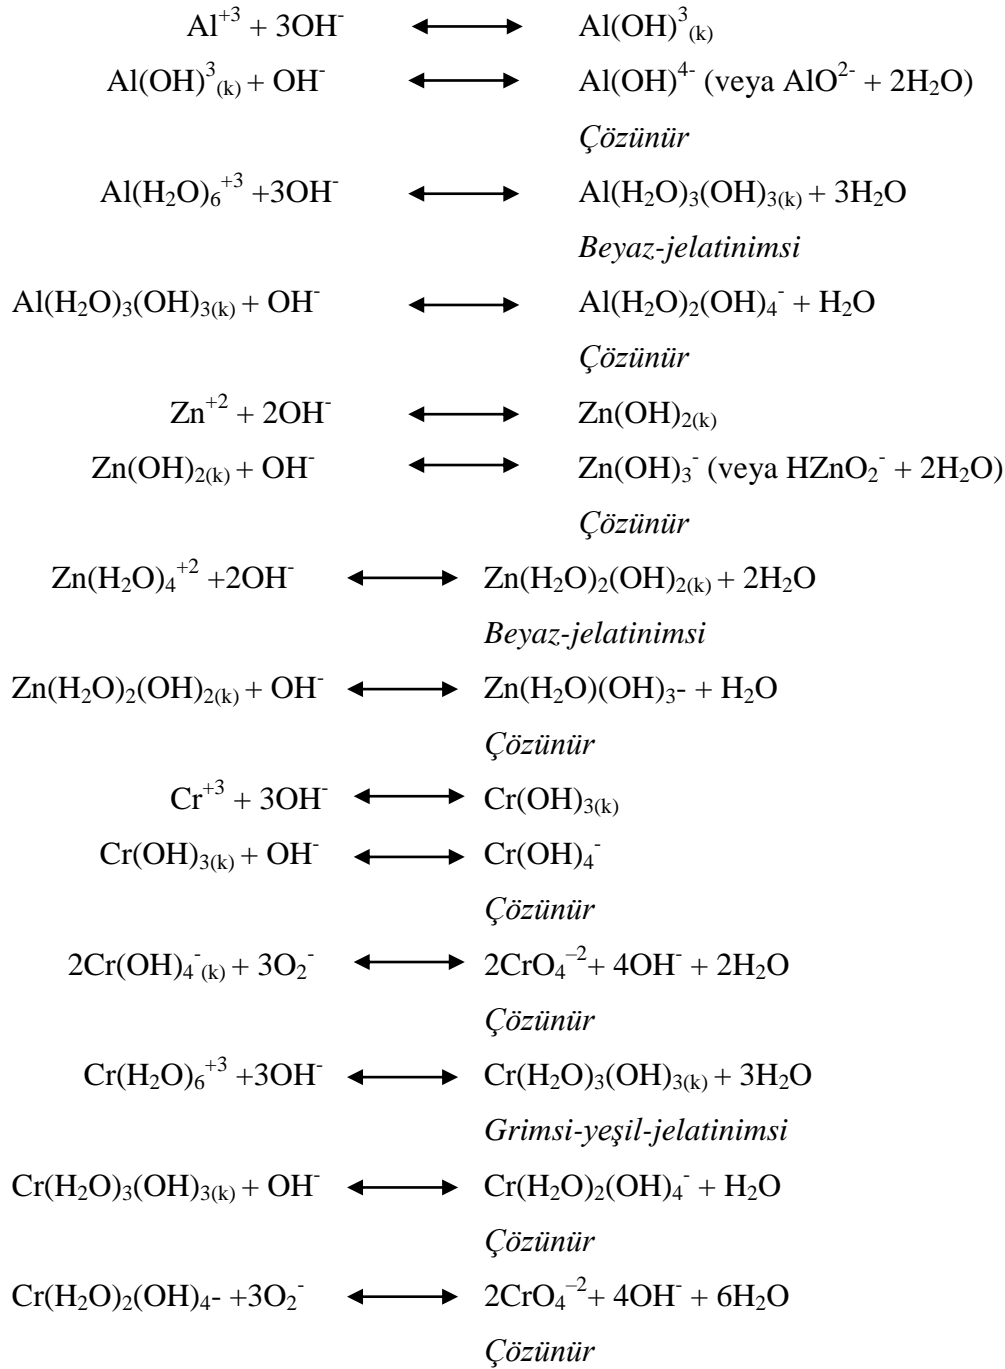 Al⁺³ + 3OH⁻ ⟷ Al(OH)³₍ₖ₎
Al(OH)³₍ₖ₎ + OH⁻ ⟷ Al(OH)⁴⁻ (veya AlO²⁻ + 2H₂O)
Çözünür
Al(H₂O)₆⁺³ +3OH⁻ ⟷ Al(H₂O)₃(OH)₃₍ₖ₎ + 3H₂O
Beyaz-jelatinimsi
Al(H₂O)₃(OH)₃₍ₖ₎ + OH⁻ ⟷ Al(H₂O)₂(OH)₄⁻ + H₂O
Çözünür
Zn⁺² + 2OH⁻ ⟷ Zn(OH)₂₍ₖ₎
Zn(OH)₂₍ₖ₎ + OH⁻ ⟷ Zn(OH)₃⁻ (veya HZnO₂⁻ + 2H₂O)
Çözünür
Zn(H₂O)₄⁺² +2OH⁻ ⟷ Zn(H₂O)₂(OH)₂₍ₖ₎ + 2H₂O
Beyaz-jelatinimsi
Zn(H₂O)₂(OH)₂₍ₖ₎ + OH⁻ ⟷ Zn(H₂O)(OH)₃- + H₂O
Çözünür
Cr⁺³ + 3OH⁻ ⟷ Cr(OH)₃₍ₖ₎
Cr(OH)₃₍ₖ₎ + OH⁻ ⟷ Cr(OH)₄⁻
Çözünür
2Cr(OH)₄⁻₍ₖ₎ + 3O₂⁻ ⟷ 2CrO₄⁻² + 4OH⁻ + 2H₂O
Çözünür
Cr(H₂O)₆⁺³ +3OH⁻ ⟷ Cr(H₂O)₃(OH)₃₍ₖ₎ + 3H₂O
Grimsi-yeşil-jelatinimsi
Cr(H₂O)₃(OH)₃₍ₖ₎ + OH⁻ ⟷ Cr(H₂O)₂(OH)₄⁻ + H₂O
Çözünür
Cr(H₂O)₂(OH)₄- +3O₂⁻ ⟷ 2CrO₄⁻² + 4OH⁻ + 6H₂O
Çözünür